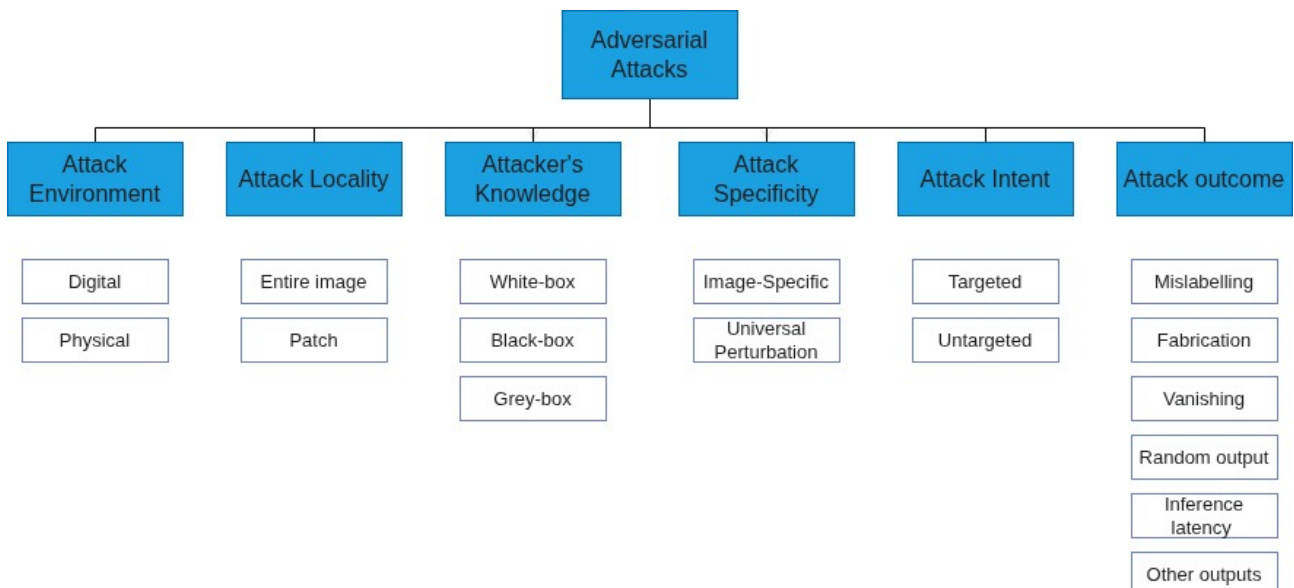 Adversarial
Attacks
Attack
Environment
Attack Locality
Attacker's
Knowledge
Attack
Specificity
Attack Intent
Attack outcome
Digital
Entire image
White-box
Image-Specific
Targeted
Mislabelling
Physical
Patch
Black-box
Universal
Perturbation
Untargeted
Fabrication
Grey-box
Vanishing
Random output
Inference
latency
Other outputs